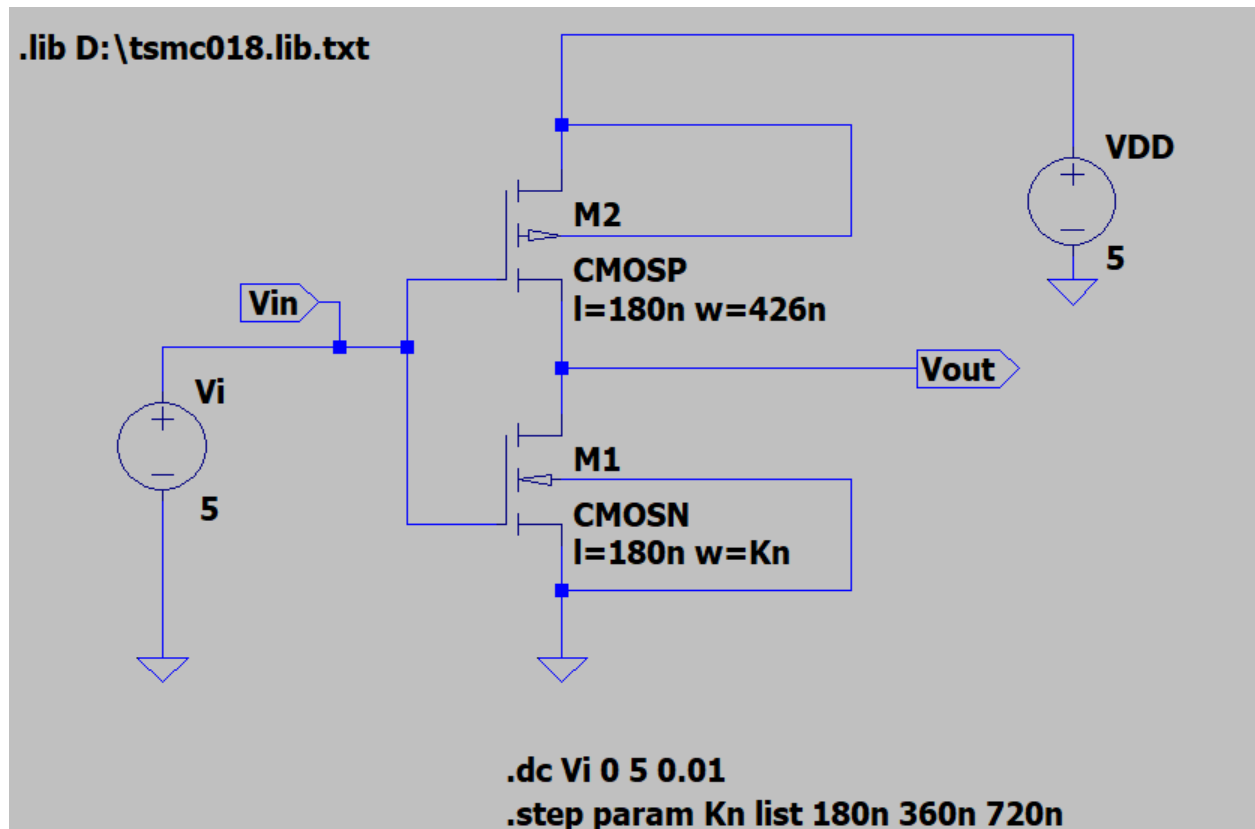 .lib D:\tsmc018.lib.txt
VDD
5
M2
CMOSP
l=180n w=426n
Vin
Vout
Vi
5
M1
CMOSN
l=180n w=Kn
.dc Vi 0 5 0.01
.step param Kn list 180n 360n 720n